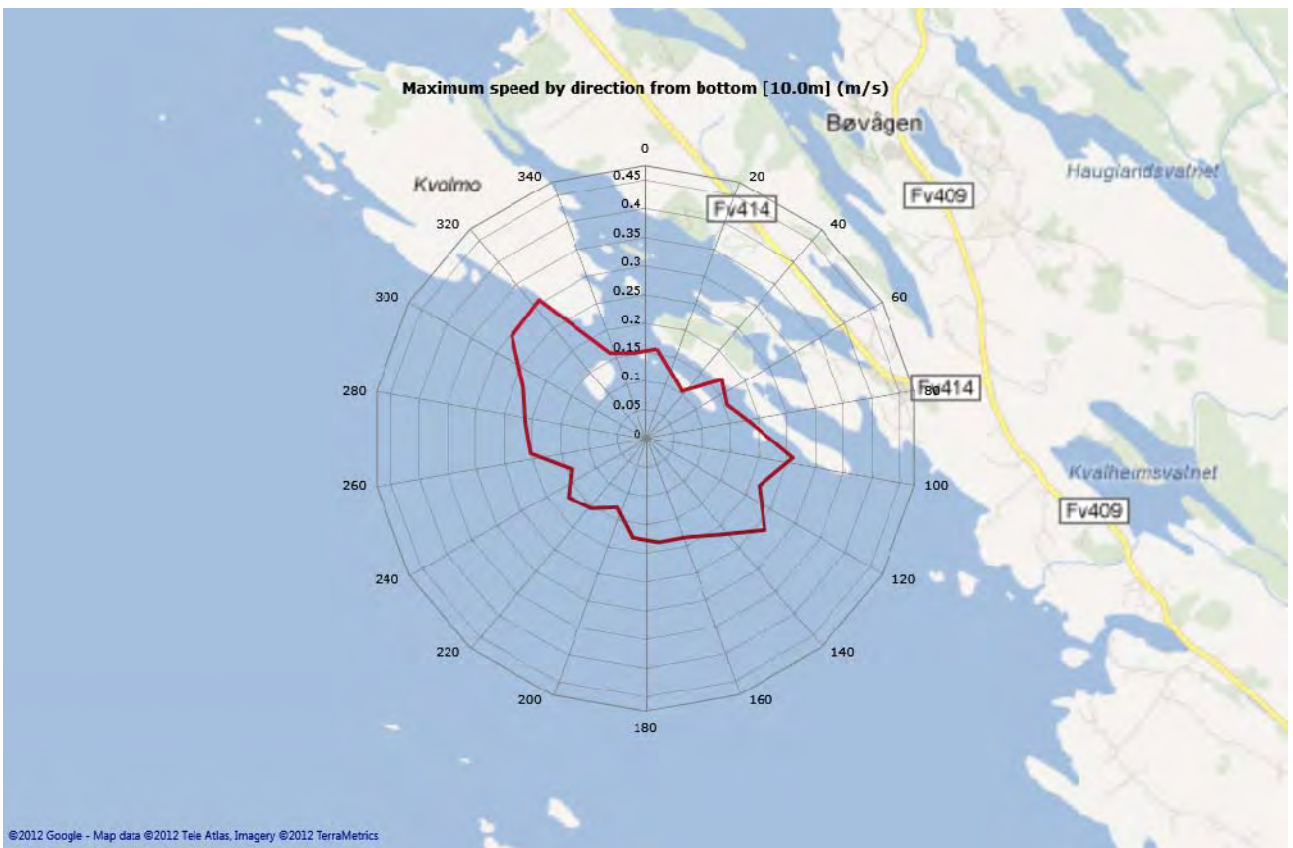 Maximum speed by direction from bottom [10.0m] (m/s)
Bøvågen
0
Hauglandsvatnet
340
20
Kvolmo
0.45
Fv409
0.4
Fv414
320
40
0.35
0.3
300
0.25
60
0.2
0.15
280
0.1
80
Fv414
0.05
0
Kvalheimsvatnet
260
100
Fv409
240
120
220
140
200
160
180
©2012 Google - Map data ©2012 Tele Atlas, Imagery ©2012 TerraMetrics